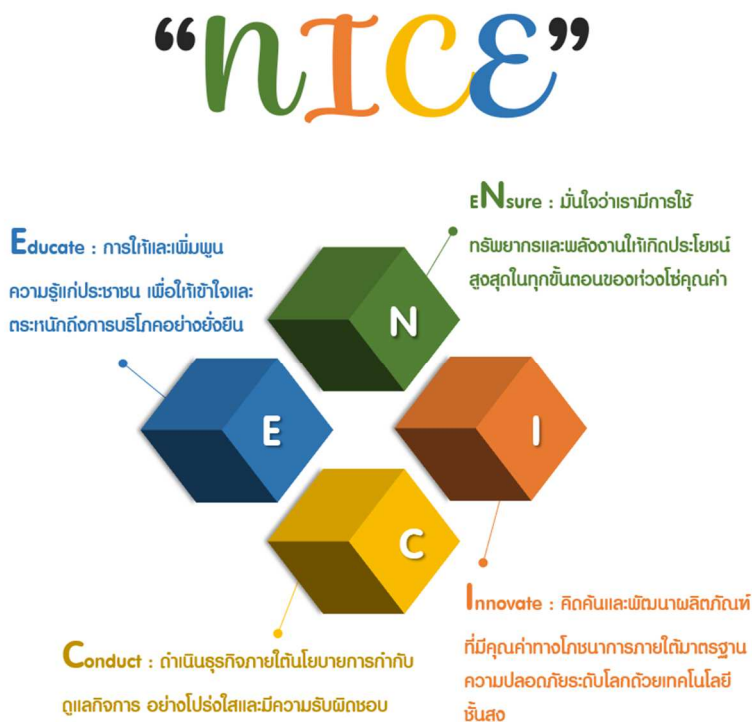 “NICE”
ENsure : มั่นใจว่าเรามีการใช้
ทรัพยากรและพลังงานให้เกิดประโยชน์
สูงสุดในทุกขั้นตอนของห่วงโซ่คุณค่า
Educate : การให้และเพิ่มพูน
ความรู้แก่ประชาชน เพื่อให้เข้าใจและ
ตระหนักถึงการบริโภคอย่างยั่งยืน
N
E
I
C
Innovate : คิดค้นและพัฒนาผลิตภัณฑ์
ที่มีคุณค่าทางโภชนาการภายใต้มาตรฐาน
ความปลอดภัยระดับโลกด้วยเทคโนโลยี
ชั้นสูง
Conduct : ดำเนินธุรกิจภายใต้นโยบายการกำกับ
ดูแลกิจการ อย่างโปร่งใสและมีความรับผิดชอบ